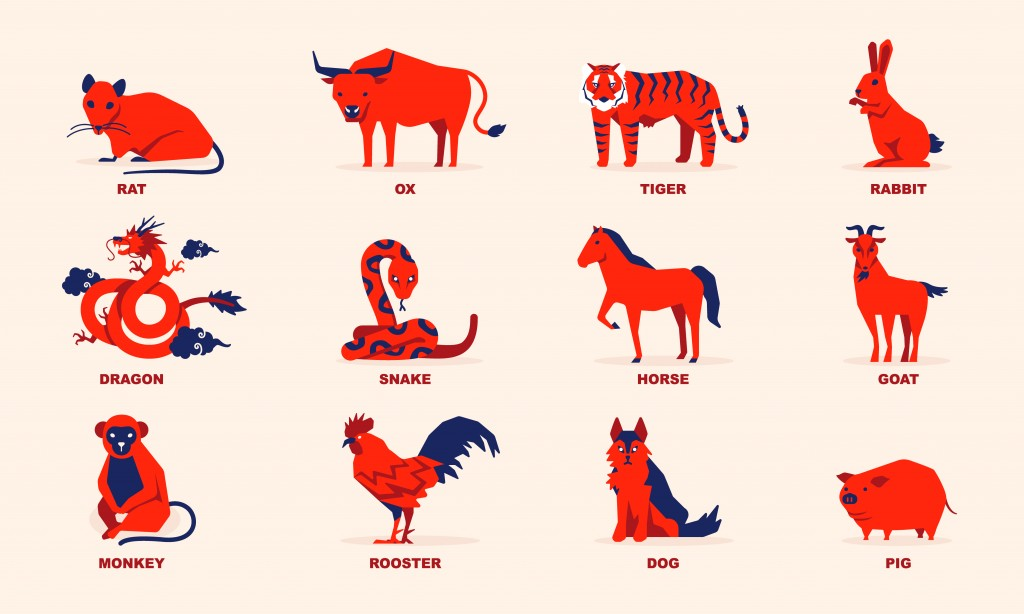 RAT
OX
TIGER
RABBIT
DRAGON
SNAKE
HORSE
GOAT
MONKEY
ROOSTER
DOG
PIG